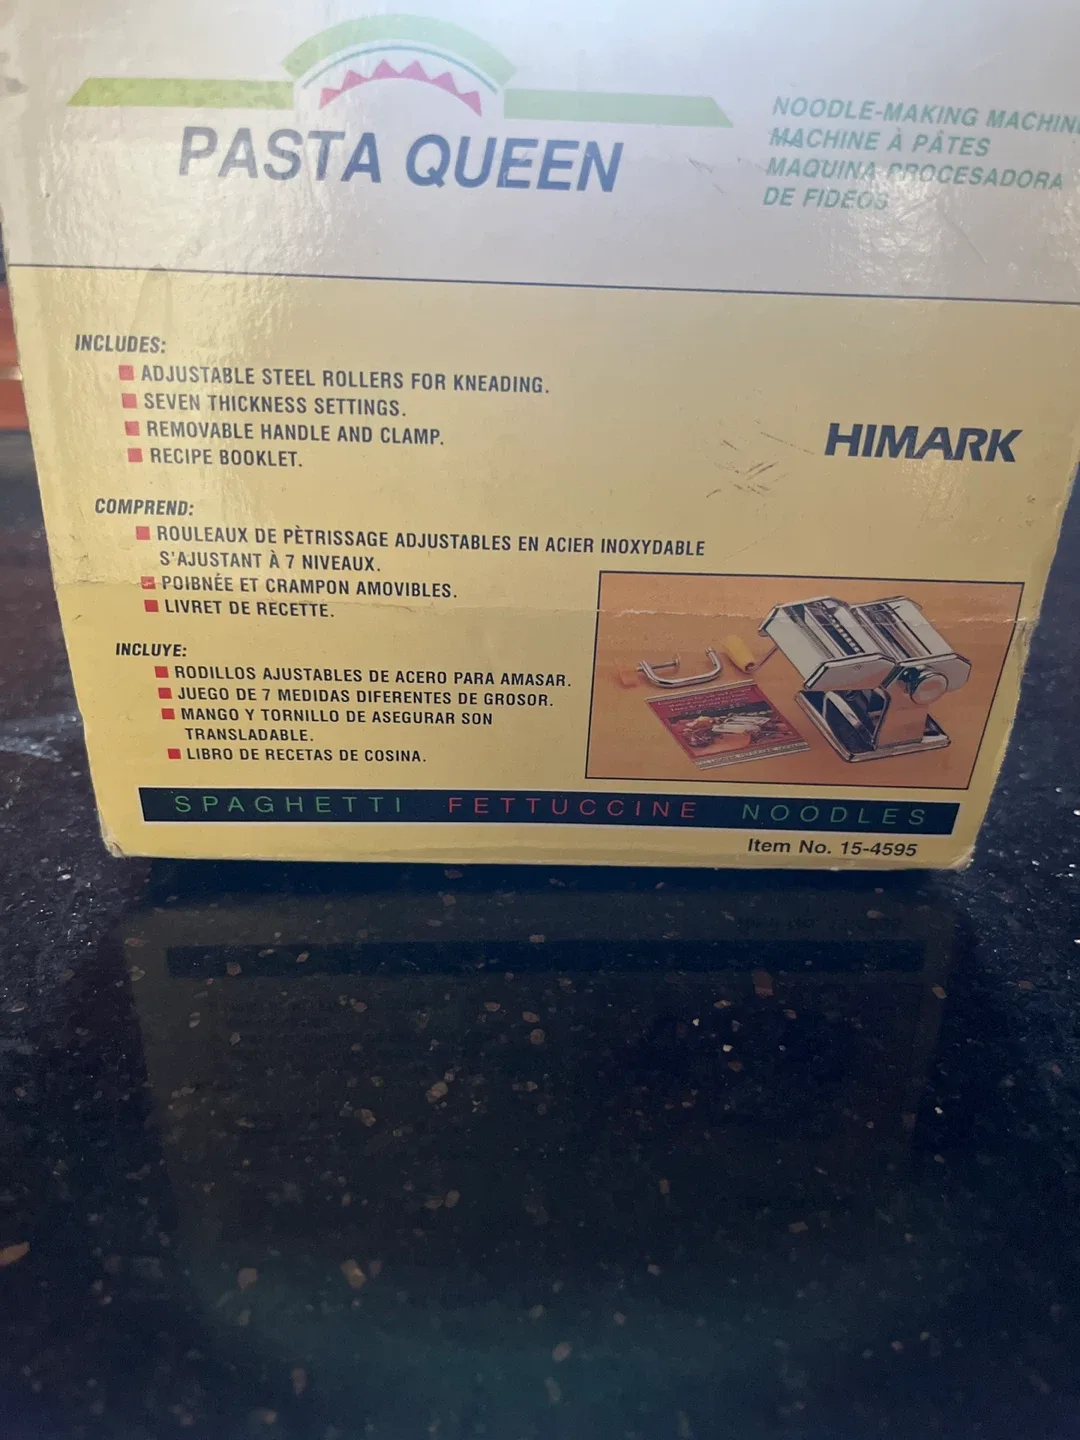 PASTA QUEEN
NOODLE-MAKING MACHINE
MACHINE À PÂTES
MAQUINA PROCESADORA
DE FIDEOS
INCLUDES:
ADJUSTABLE STEEL ROLLERS FOR KNEADING.
SEVEN THICKNESS SETTINGS.
REMOVABLE HANDLE AND CLAMP.
RECIPE BOOKLET.
HIMARK
COMPREND:
ROULEAUX DE PÈTRISSAGE ADJUSTABLES EN ACIER INOXYDABLE
S'AJUSTANT À 7 NIVEAUX.
POIBNÉE ET CRAMPON AMOVIBLES.
LIVRET DE RECETTE.
INCLUYE:
RODILLOS AJUSTABLES DE ACERO PARA AMASAR.
JUEGO DE 7 MEDIDAS DIFERENTES DE GROSOR.
MANGO Y TORNILLO DE ASEGURAR SON
TRANSLADABLE.
LIBRO DE RECETAS DE COSINA.
SPAGHETTI FETTUCCINE NOODLES
Item No. 15-4595